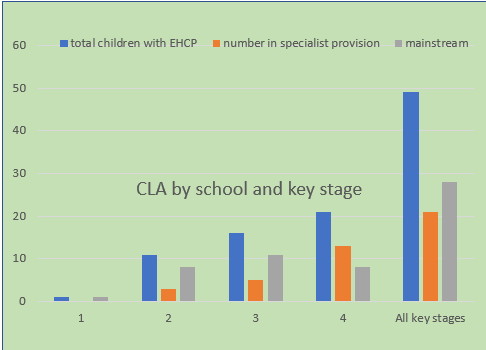 total children with EHCP number in specialist provision mainstream
60
50
40
30
CLA by school and key stage
20
10
0
1 2 3 4 All key stages